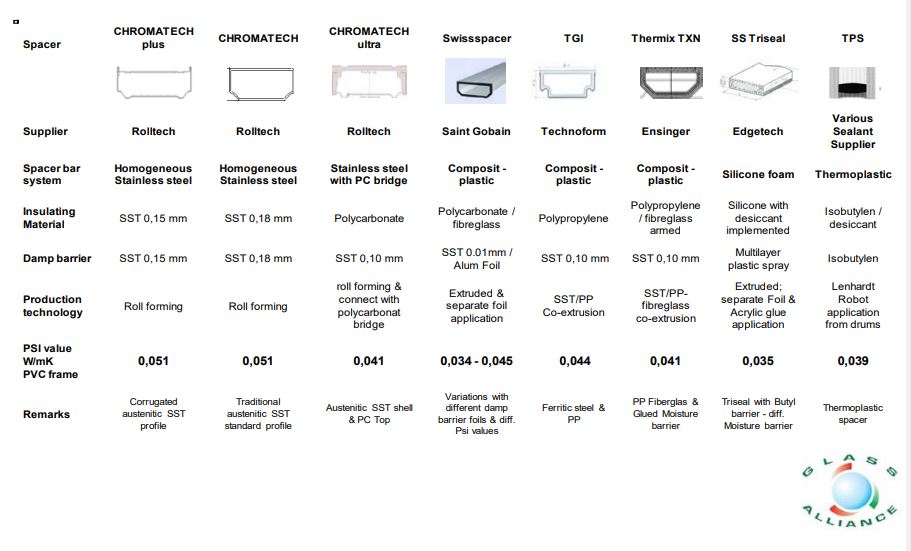 Spacer
CHROMATECH
plus
CHROMATECH
CHROMATECH
ultra
Swissspacer
TGI
Thermix TXN
SS Triseal
TPS
Supplier
Rolltech
Rolltech
Rolltech
Saint Gobain
Technoform
Ensinger
Edgetech
Various
Sealant
Supplier
Spacer bar
system
Homogeneous
Stainless steel
Homogeneous
Stainless steel
Stainless steel
with PC bridge
Composit -
plastic
Composit -
plastic
Composit -
plastic
Silicone foam
Thermoplastic
Insulating
Material
SST 0,15 mm
SST 0,18 mm
Polycarbonate
Polycarbonate /
fibreglass
Polypropylene
Polypropylene
/ fibreglass
armed
Silicone with
desiccant
implemented
Isobutylen /
desiccant
Damp barrier
SST 0,15 mm
SST 0,18 mm
SST 0,10 mm
SST 0.01mm /
Alum Foil
SST 0,10 mm
SST 0,10 mm
Multilayer
plastic spray
Isobutylen
Production
technology
Roll forming
Roll forming
roll forming &
connect with
polycarbonat
bridge
Extruded &
separate foil
application
SST/PP
Co-extrusion
SST/PP-
fibreglass
co-extrusion
Extruded;
separate Foil &
Acrylic glue
application
Lenhardt
Robot
application
from drums
PSI value
W/mK
PVC frame
0,051
0,051
0,041
0,034 - 0,045
0,044
0,041
0,035
0,039
Remarks
Corrugated
austenitic SST
profile
Traditional
austenitic SST
standard profile
Austenitic SST shell
& PC Top
Variations with
different damp
barrier foils & diff.
Psi values
Ferritic steel &
PP
PP Fiberglas &
Glued Moisture
barrier
Triseal with Butyl
barrier - diff.
Moisture barrier
Thermoplastic
spacer
GLASS
ALLIANCE